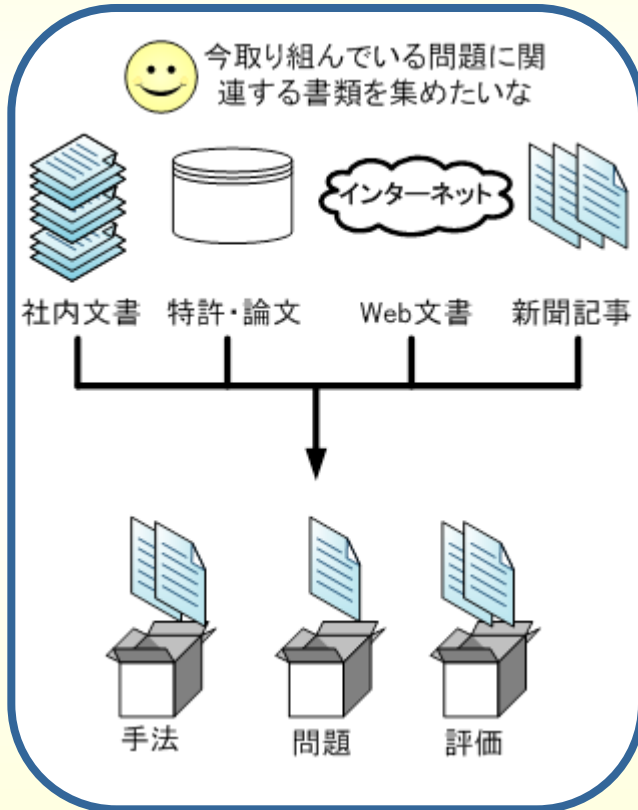 今取り組んでいる問題に関
連する書類を集めたいな
インターネット
社内文書 特許・論文 Web文書 新聞記事
手法 問題 評価